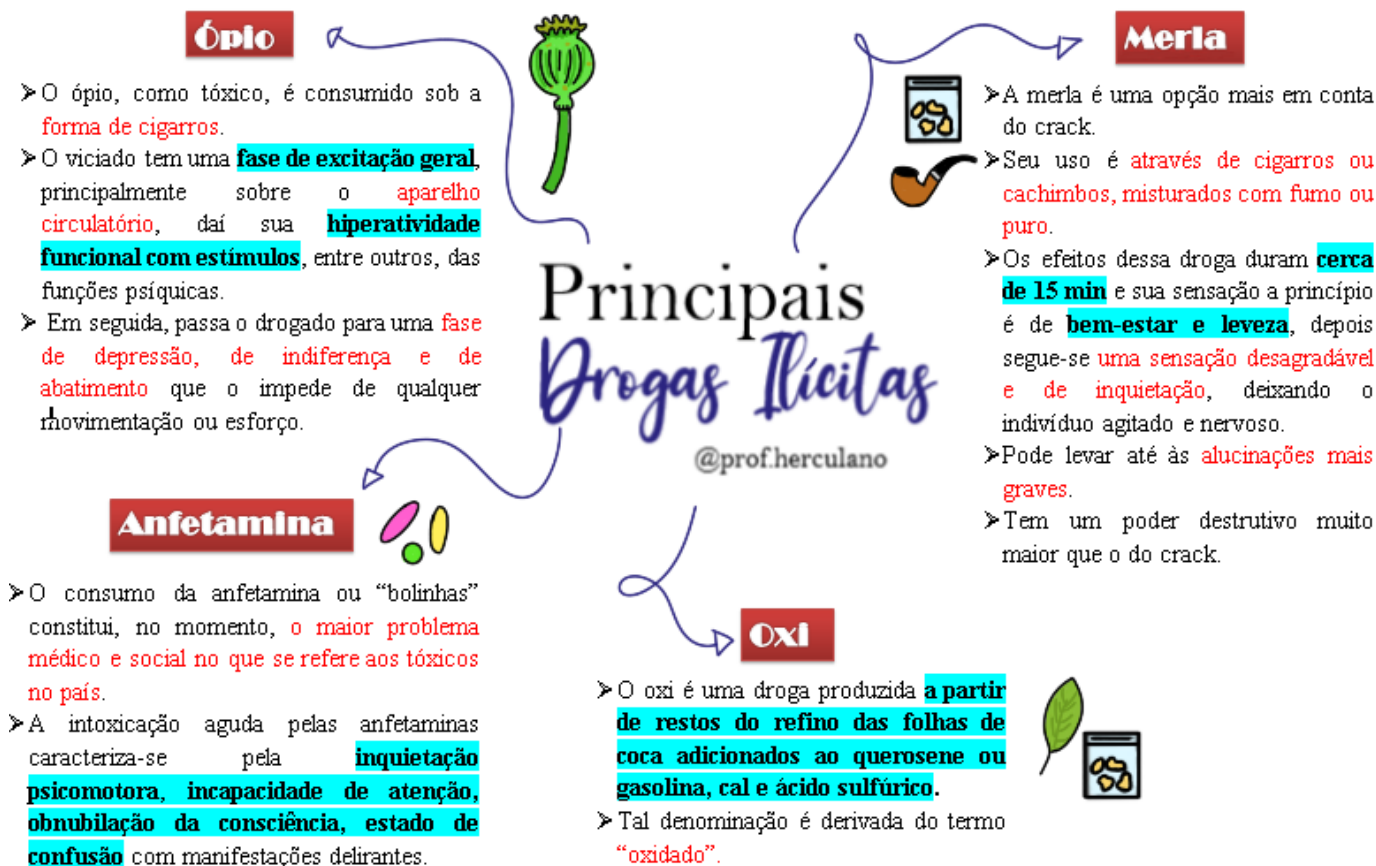 Ópio
➤O ópio, como tóxico, é consumido sob a
forma de cigarros.
➤O viciado tem uma fase de excitação geral,
principalmente sobre o aparelho
circulatório, daí sua hiperatividade
funcional com estímulos, entre outros, das
funções psíquicas.
➤ Em seguida, passa o drogado para uma fase
de depressão, de indiferença e de
abatimento que o impede de qualquer
movimentação ou esforço.
Merla
➤A merla é uma opção mais em conta
do crack.
➤Seu uso é através de cigarros ou
cachimbos, misturados com fumo ou
puro.
➤Os efeitos dessa droga duram cerca
de 15 min e sua sensação a princípio
é de bem-estar e leveza, depois
segue-se uma sensação desagradável
e de inquietação, deixando o
indivíduo agitado e nervoso.
➤Pode levar até às alucinações mais
graves.
➤Tem um poder destrutivo muito
maior que o do crack.
Principais
Drogas Ilícitas
@prof.herculano
Anfetamina
➤O consumo da anfetamina ou “bolinhas”
constitui, no momento, o maior problema
médico e social no que se refere aos tóxicos
no país.
➤A intoxicação aguda pelas anfetaminas
caracteriza-se pela inquietação
psicomotora, incapacidade de atenção,
obnubilação da consciência, estado de
confusão com manifestações delirantes.
Oxi
➤O oxi é uma droga produzida a partir
de restos do refino das folhas de
coca adicionados ao querosene ou
gasolina, cal e ácido sulfúrico.
➤Tal denominação é derivada do termo
“oxidado”.